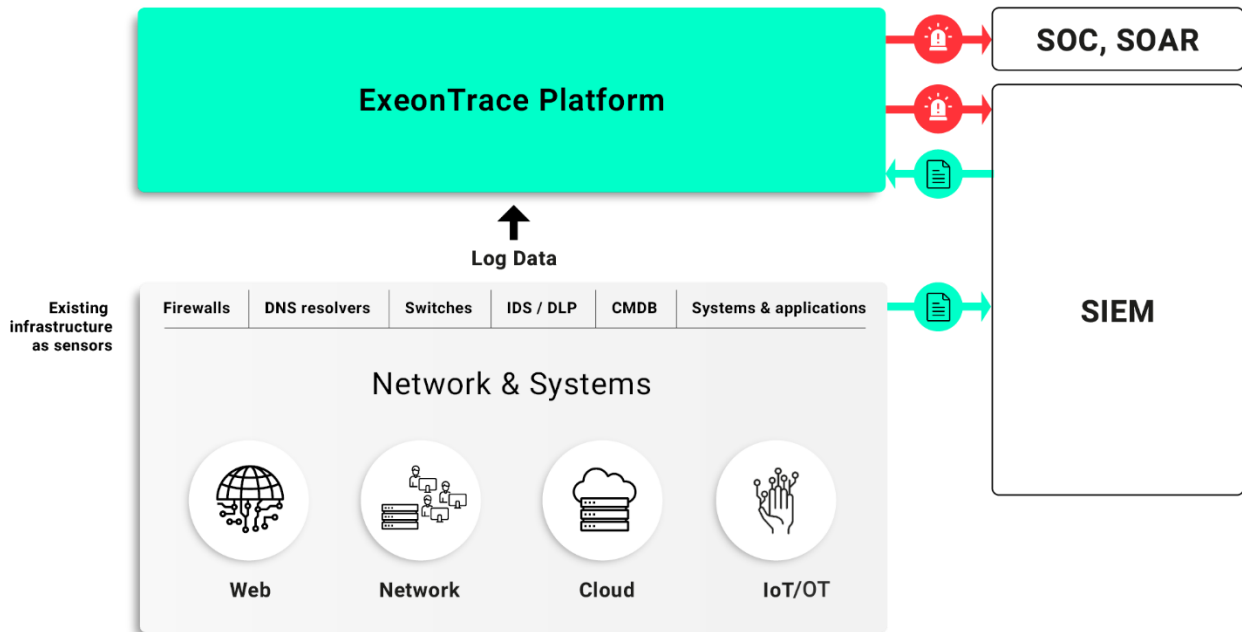 ExeonTrace Platform
SOC, SOAR
SIEM
Log Data
Existing
infrastructure
as sensors
Firewalls
DNS resolvers
Switches
IDS / DLP
CMDB
Systems & applications
Network & Systems
Web
Network
Cloud
IoT/OT